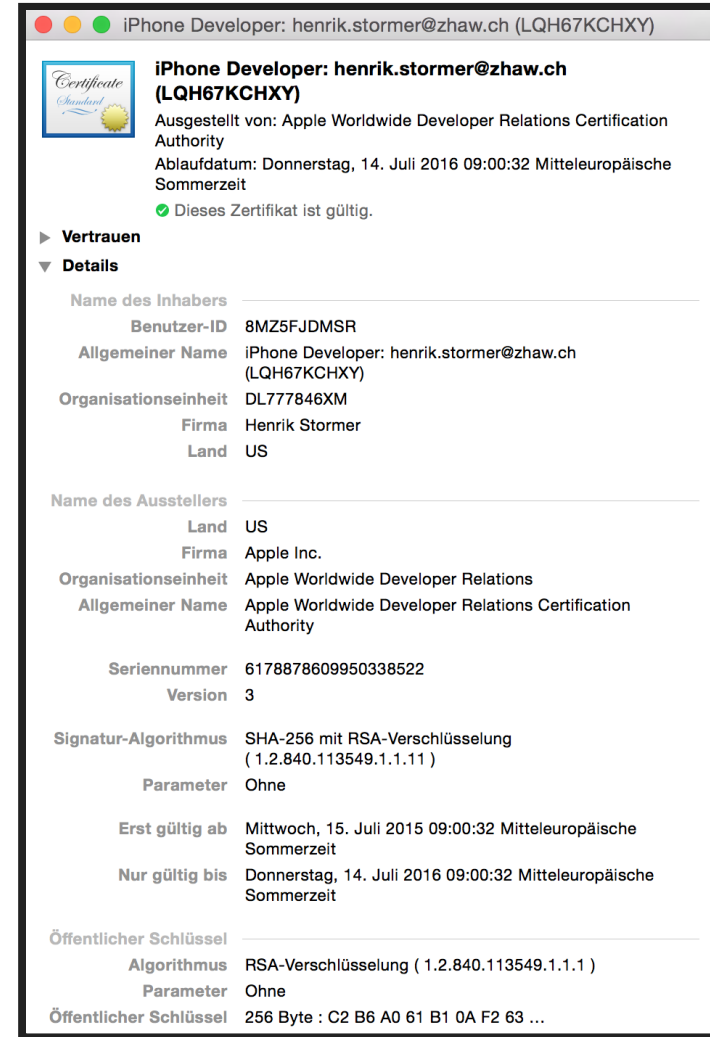 iPhone Developer: henrik.stormer@zhaw.ch (LQH67KCHXY)
Certificate
Standard
iPhone Developer: henrik.stormer@zhaw.ch
(LQH67KCHXY)
Ausgestellt von: Apple Worldwide Developer Relations Certification
Authority
Ablaufdatum: Donnerstag, 14. Juli 2016 09:00:32 Mitteleuropäische
Sommerzeit
Dieses Zertifikat ist gültig.
Vertrauen
Details
Name des Inhabers
Benutzer-ID 8MZ5FJDMSR
Allgemeiner Name iPhone Developer: henrik.stormer@zhaw.ch
(LQH67KCHXY)
Organisationseinheit DL777846XM
Firma Henrik Stormer
Land US
Name des Ausstellers
Land US
Firma Apple Inc.
Organisationseinheit Apple Worldwide Developer Relations
Allgemeiner Name Apple Worldwide Developer Relations Certification
Authority
Seriennummer 6178878609950338522
Version 3
Signatur-Algorithmus SHA-256 mit RSA-Verschlüsselung
( 1.2.840.113549.1.1.11 )
Parameter Ohne
Erst gültig ab Mittwoch, 15. Juli 2015 09:00:32 Mitteleuropäische
Sommerzeit
Nur gültig bis Donnerstag, 14. Juli 2016 09:00:32 Mitteleuropäische
Sommerzeit
Öffentlicher Schlüssel
Algorithmus RSA-Verschlüsselung ( 1.2.840.113549.1.1.1 )
Parameter Ohne
Öffentlicher Schlüssel 256 Byte : C2 B6 A0 61 B1 0A F2 63 ...